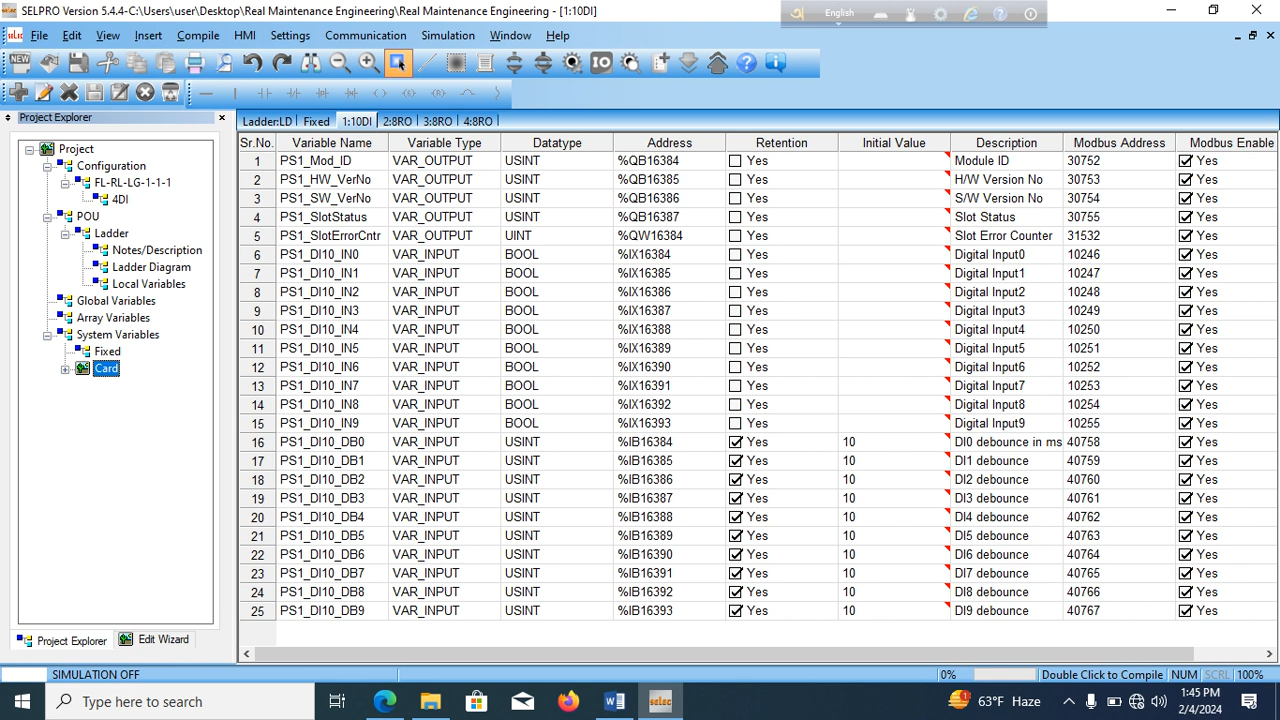 SELPRO Version 5.4.4-C:\Users\user\Desktop\Real Maintenance Engineering\Real Maintenance Engineering - [1:10DI]
English
File Edit View Insert Compile HMI Settings Communication Simulation Window Help
NEW IO
Project Explorer
Ladder:LD Fixed 1:10DI 2:8RO 3:8RO 4:8RO
Project
Configuration
FL-RL-LG-1-1-1
4DI
POU
Ladder
Notes/Description
Ladder Diagram
Local Variables
Global Variables
Array Variables
System Variables
Fixed
Card
Project Explorer Edit Wizard
Sr.No. Variable Name Variable Type Datatype Address Retention Initial Value Description Modbus Address Modbus Enable
1 PS1_Mod_ID VAR_OUTPUT USINT %QB16384 Yes Module ID 30752 Yes
2 PS1_HW_VerNo VAR_OUTPUT USINT %QB16385 Yes H/W Version No 30753 Yes
3 PS1_SW_VerNo VAR_OUTPUT USINT %QB16386 Yes S/W Version No 30754 Yes
4 PS1_SlotStatus VAR_OUTPUT USINT %QB16387 Yes Slot Status 30755 Yes
5 PS1_SlotErrorCntr VAR_OUTPUT UINT %QW16384 Yes Slot Error Counter 31532 Yes
6 PS1_DI10_IN0 VAR_INPUT BOOL %IX16384 Yes Digital Input0 10246 Yes
7 PS1_DI10_IN1 VAR_INPUT BOOL %IX16385 Yes Digital Input1 10247 Yes
8 PS1_DI10_IN2 VAR_INPUT BOOL %IX16386 Yes Digital Input2 10248 Yes
9 PS1_DI10_IN3 VAR_INPUT BOOL %IX16387 Yes Digital Input3 10249 Yes
10 PS1_DI10_IN4 VAR_INPUT BOOL %IX16388 Yes Digital Input4 10250 Yes
11 PS1_DI10_IN5 VAR_INPUT BOOL %IX16389 Yes Digital Input5 10251 Yes
12 PS1_DI10_IN6 VAR_INPUT BOOL %IX16390 Yes Digital Input6 10252 Yes
13 PS1_DI10_IN7 VAR_INPUT BOOL %IX16391 Yes Digital Input7 10253 Yes
14 PS1_DI10_IN8 VAR_INPUT BOOL %IX16392 Yes Digital Input8 10254 Yes
15 PS1_DI10_IN9 VAR_INPUT BOOL %IX16393 Yes Digital Input9 10255 Yes
16 PS1_DI10_DB0 VAR_INPUT USINT %IB16384 Yes 10 DI0 debounce in ms 40758 Yes
17 PS1_DI10_DB1 VAR_INPUT USINT %IB16385 Yes 10 DI1 debounce 40759 Yes
18 PS1_DI10_DB2 VAR_INPUT USINT %IB16386 Yes 10 DI2 debounce 40760 Yes
19 PS1_DI10_DB3 VAR_INPUT USINT %IB16387 Yes 10 DI3 debounce 40761 Yes
20 PS1_DI10_DB4 VAR_INPUT USINT %IB16388 Yes 10 DI4 debounce 40762 Yes
21 PS1_DI10_DB5 VAR_INPUT USINT %IB16389 Yes 10 DI5 debounce 40763 Yes
22 PS1_DI10_DB6 VAR_INPUT USINT %IB16390 Yes 10 DI6 debounce 40764 Yes
23 PS1_DI10_DB7 VAR_INPUT USINT %IB16391 Yes 10 DI7 debounce 40765 Yes
24 PS1_DI10_DB8 VAR_INPUT USINT %IB16392 Yes 10 DI8 debounce 40766 Yes
25 PS1_DI10_DB9 VAR_INPUT USINT %IB16393 Yes 10 DI9 debounce 40767 Yes
SIMULATION OFF 0% Double Click to Compile NUM SCRL 100%
Type here to search selec 63°F Haze 1:45 PM
2/4/2024